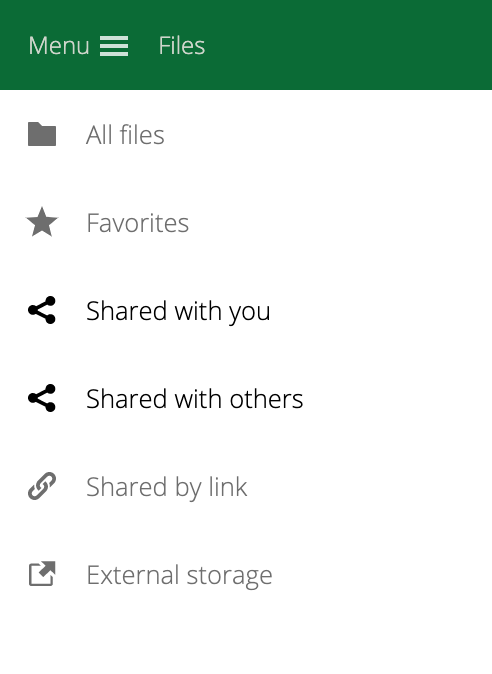 Menu Files
All files
Favorites
Shared with you
Shared with others
Shared by link
External storage